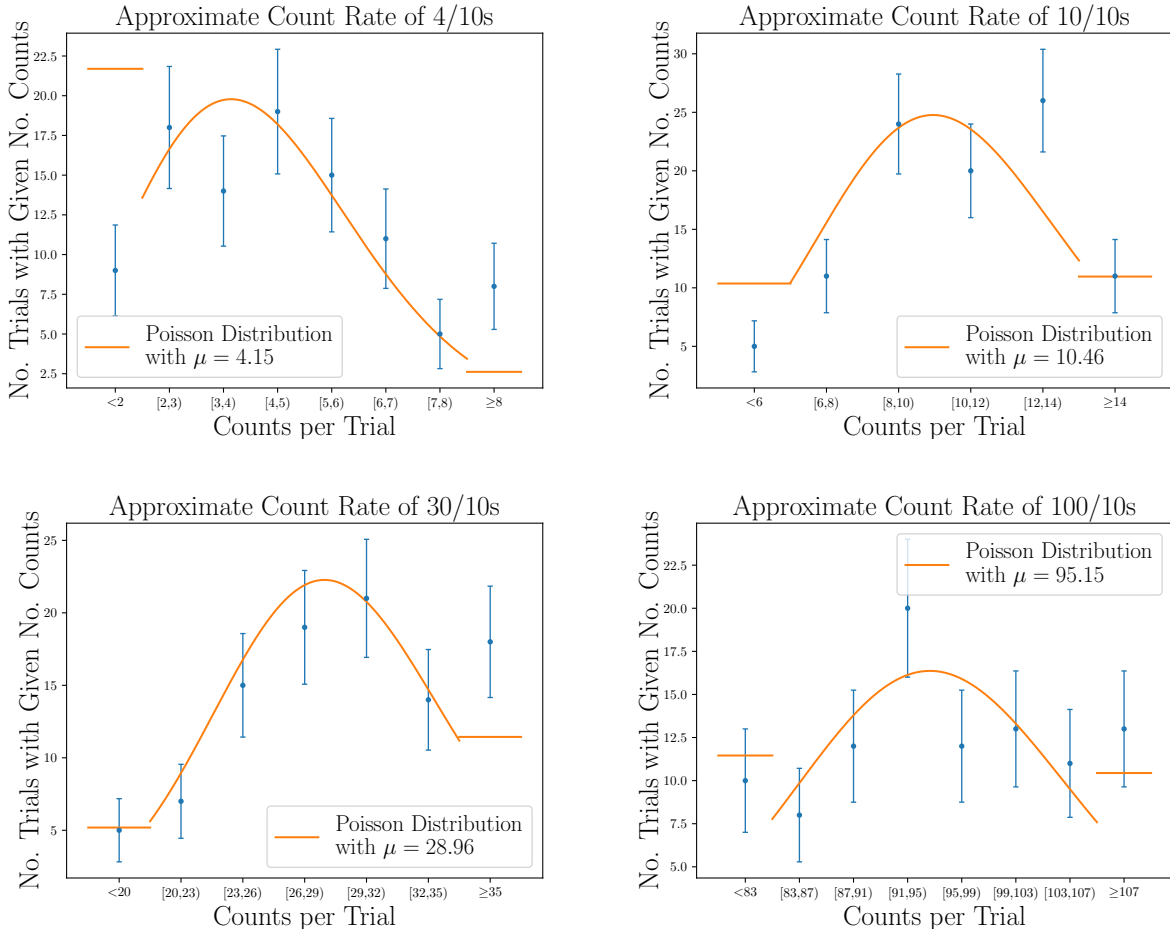 Approximate Count Rate of 4/10s
No. Trials with Given No. Counts
22.5
20.0
17.5
15.0
12.5
10.0
7.5
5.0
2.5
Poisson Distribution
with μ = 4.15
<2 [2,3) [3,4) [4,5) [5,6) [6,7) [7,8) ≥8
Counts per Trial
Approximate Count Rate of 10/10s
No. Trials with Given No. Counts
30
25
20
15
10
5
Poisson Distribution
with μ = 10.46
<6 [6,8) [8,10) [10,12) [12,14) ≥14
Counts per Trial
Approximate Count Rate of 30/10s
No. Trials with Given No. Counts
25
20
15
10
5
Poisson Distribution
with μ = 28.96
<20 [20,23) [23,26) [26,29) [29,32) [32,35) ≥35
Counts per Trial
Approximate Count Rate of 100/10s
No. Trials with Given No. Counts
22.5
20.0
17.5
15.0
12.5
10.0
7.5
5.0
Poisson Distribution
with μ = 95.15
<83 [83,87) [87,91) [91,95) [95,99) [99,103) [103,107) ≥107
Counts per Trial